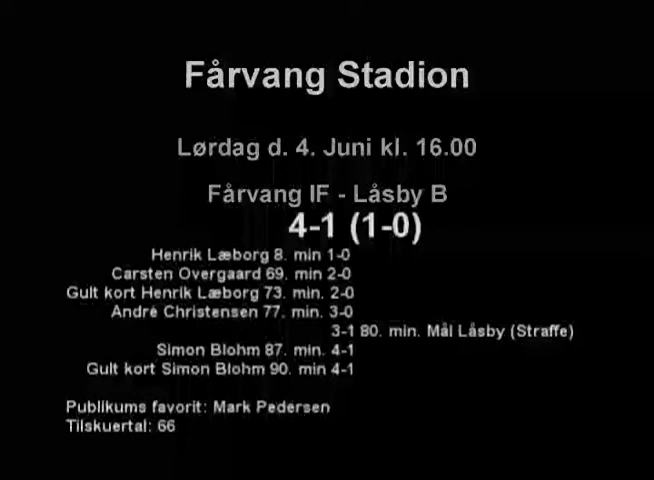 Fårvang Stadion
Lørdag d. 4. Juni kl. 16.00
Fårvang IF - Låsby B
4-1 (1-0)
Henrik Læborg 8. min 1-0
Carsten Overgaard 69. min 2-0
Gult kort Henrik Læborg 73. min. 2-0
André Christensen 77. min. 3-0
3-1 80. min. Mål Låsby (Straffe)
Simon Blohm 87. min. 4-1
Gult kort Simon Blohm 90. min 4-1
Publikums favorit: Mark Pedersen
Tilskuertal: 66